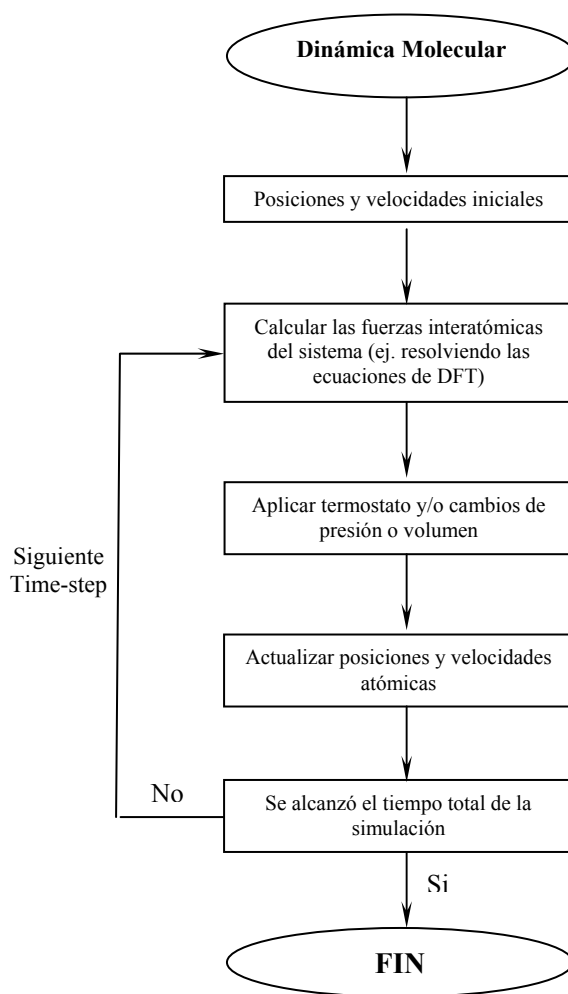 Dinámica Molecular
Posiciones y velocidades iniciales
Calcular las fuerzas interatómicas
del sistema (ej. resolviendo las
ecuaciones de DFT)
Aplicar termostato y/o cambios de
presión o volumen
Siguiente
Time-step
Actualizar posiciones y velocidades
atómicas
No
Se alcanzó el tiempo total de la
simulación
Si
FIN